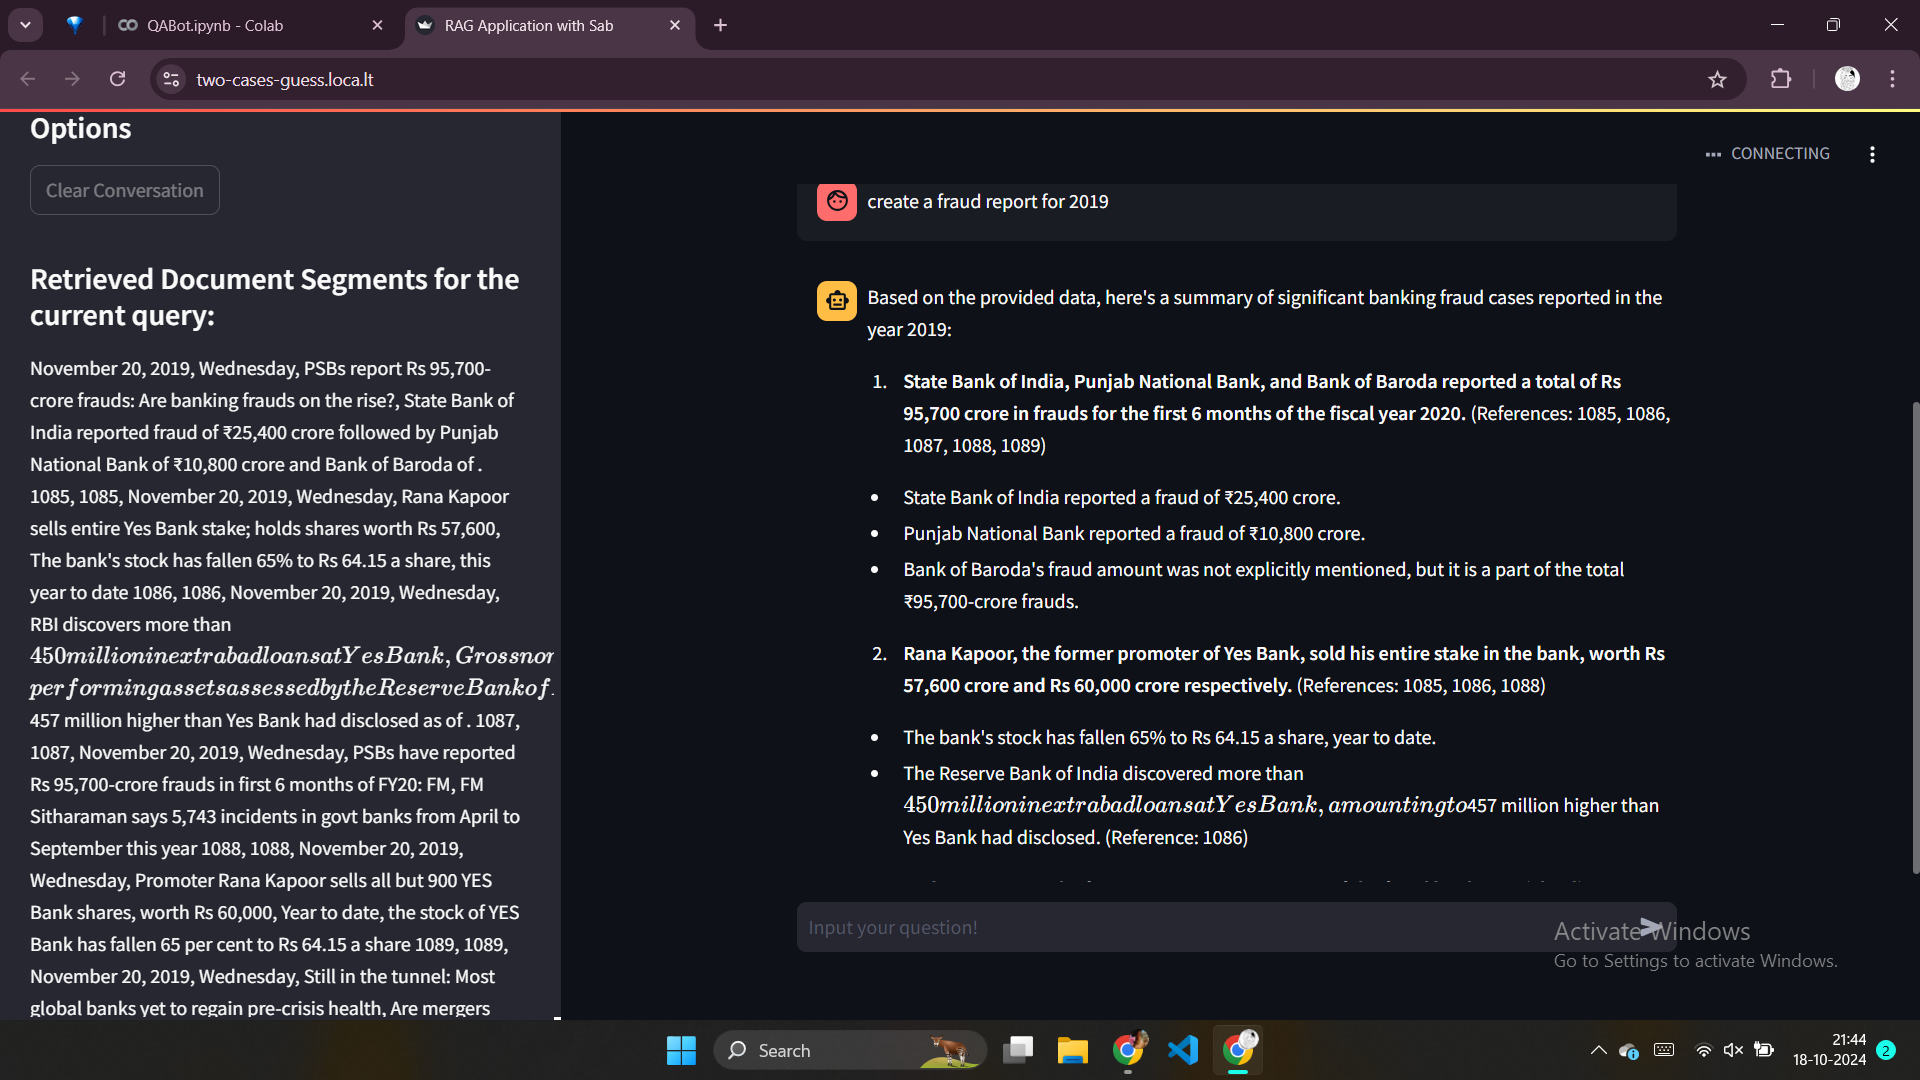 QABot.ipynb - Colab
RAG Application with Sab
two-cases-guess.loca.lt
Options
Clear Conversation
Retrieved Document Segments for the
current query:
November 20, 2019, Wednesday, PSBs report Rs 95,700-
crore frauds: Are banking frauds on the rise?, State Bank of
India reported fraud of ₹25,400 crore followed by Punjab
National Bank of ₹10,800 crore and Bank of Baroda of .
1085, 1085, November 20, 2019, Wednesday, Rana Kapoor
sells entire Yes Bank stake; holds shares worth Rs 57,600,
The bank's stock has fallen 65% to Rs 64.15 a share, this
year to date 1086, 1086, November 20, 2019, Wednesday,
RBI discovers more than
450millioninextrabadloansatYesBank,Grossnon
performingassetsassessedbytheReserveBankof
457 million higher than Yes Bank had disclosed as of . 1087,
1087, November 20, 2019, Wednesday, PSBs have reported
Rs 95,700-crore frauds in first 6 months of FY20: FM, FM
Sitharaman says 5,743 incidents in govt banks from April to
September this year 1088, 1088, November 20, 2019,
Wednesday, Promoter Rana Kapoor sells all but 900 YES
Bank shares, worth Rs 60,000, Year to date, the stock of YES
Bank has fallen 65 per cent to Rs 64.15 a share 1089, 1089,
November 20, 2019, Wednesday, Still in the tunnel: Most
global banks yet to regain pre-crisis health, Are mergers
CONNECTING
create a fraud report for 2019
Based on the provided data, here's a summary of significant banking fraud cases reported in the
year 2019:
1. State Bank of India, Punjab National Bank, and Bank of Baroda reported a total of Rs
95,700 crore in frauds for the first 6 months of the fiscal year 2020. (References: 1085, 1086,
1087, 1088, 1089)
• State Bank of India reported a fraud of ₹25,400 crore.
• Punjab National Bank reported a fraud of ₹10,800 crore.
• Bank of Baroda's fraud amount was not explicitly mentioned, but it is a part of the total
₹95,700-crore frauds.
2. Rana Kapoor, the former promoter of Yes Bank, sold his entire stake in the bank, worth Rs
57,600 crore and Rs 60,000 crore respectively. (References: 1085, 1086, 1088)
• The bank's stock has fallen 65% to Rs 64.15 a share, year to date.
• The Reserve Bank of India discovered more than
450millioninextrabadloansatYesBank,amountingto457 million higher than
Yes Bank had disclosed. (Reference: 1086)
Input your question!
Activate Windows
Go to Settings to activate Windows.
Search
21:44
18-10-2024
2